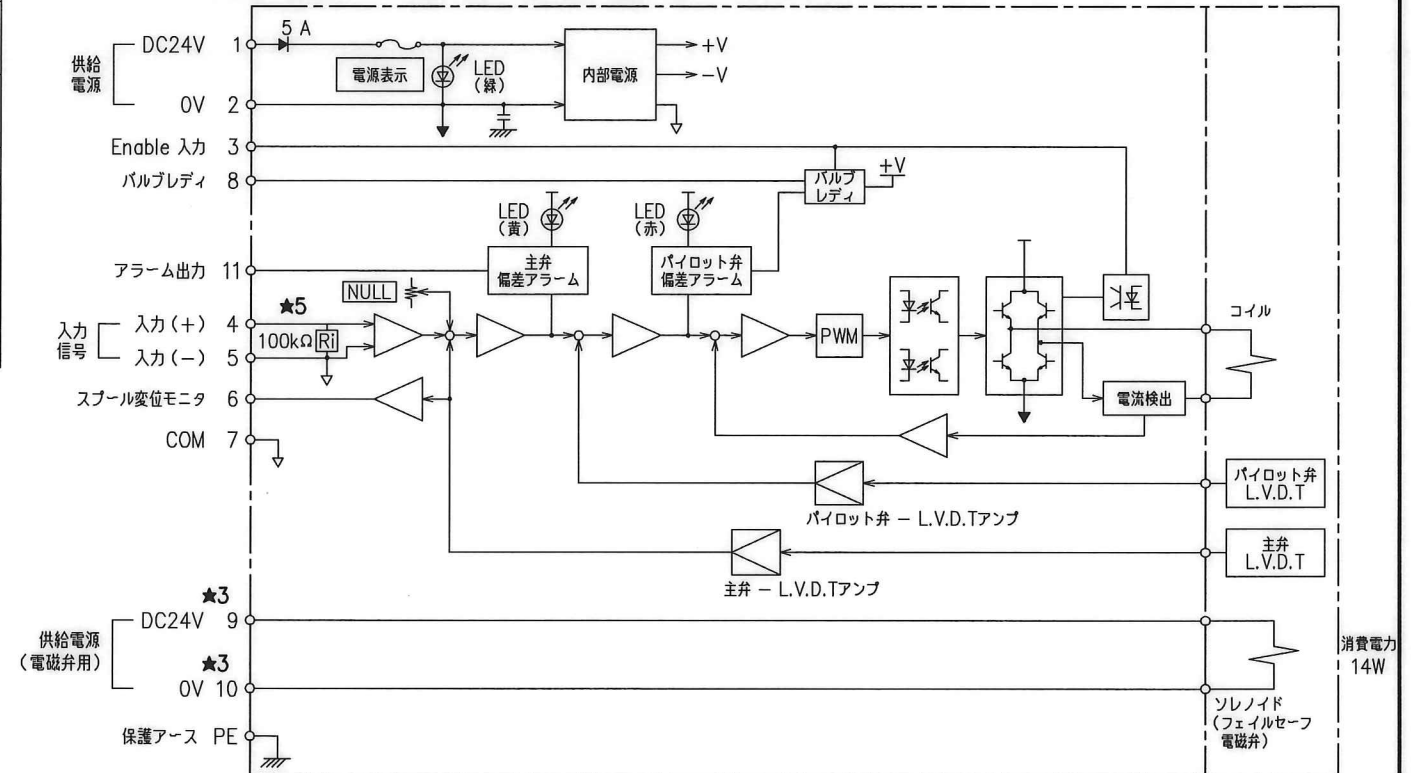 5 A
供給
電源
DC24V 1
電源表示
LED
(緑)
内部電源
+V
-V
0V 2
Enable 入力 3
バルブレディ 8
バルブ
レディ
+V
LED
(黄)
LED
(赤)
アラーム出力 11
主弁
偏差アラーム
パイロット弁
偏差アラーム
NULL
★5
入力
信号
入力(+) 4
100kΩ Ri
入力(-) 5
PWM
コイル
スプール変位モニタ 6
電流検出
COM 7
パイロット弁
L.V.D.T
パイロット弁 - L.V.D.Tアンプ
主弁
L.V.D.T
主弁 - L.V.D.Tアンプ
★3
DC24V 9
供給電源
(電磁弁用)
★3
0V 10
消費電力
14W
ソレノイド
(フェイルセーフ
電磁弁)
保護アース PE